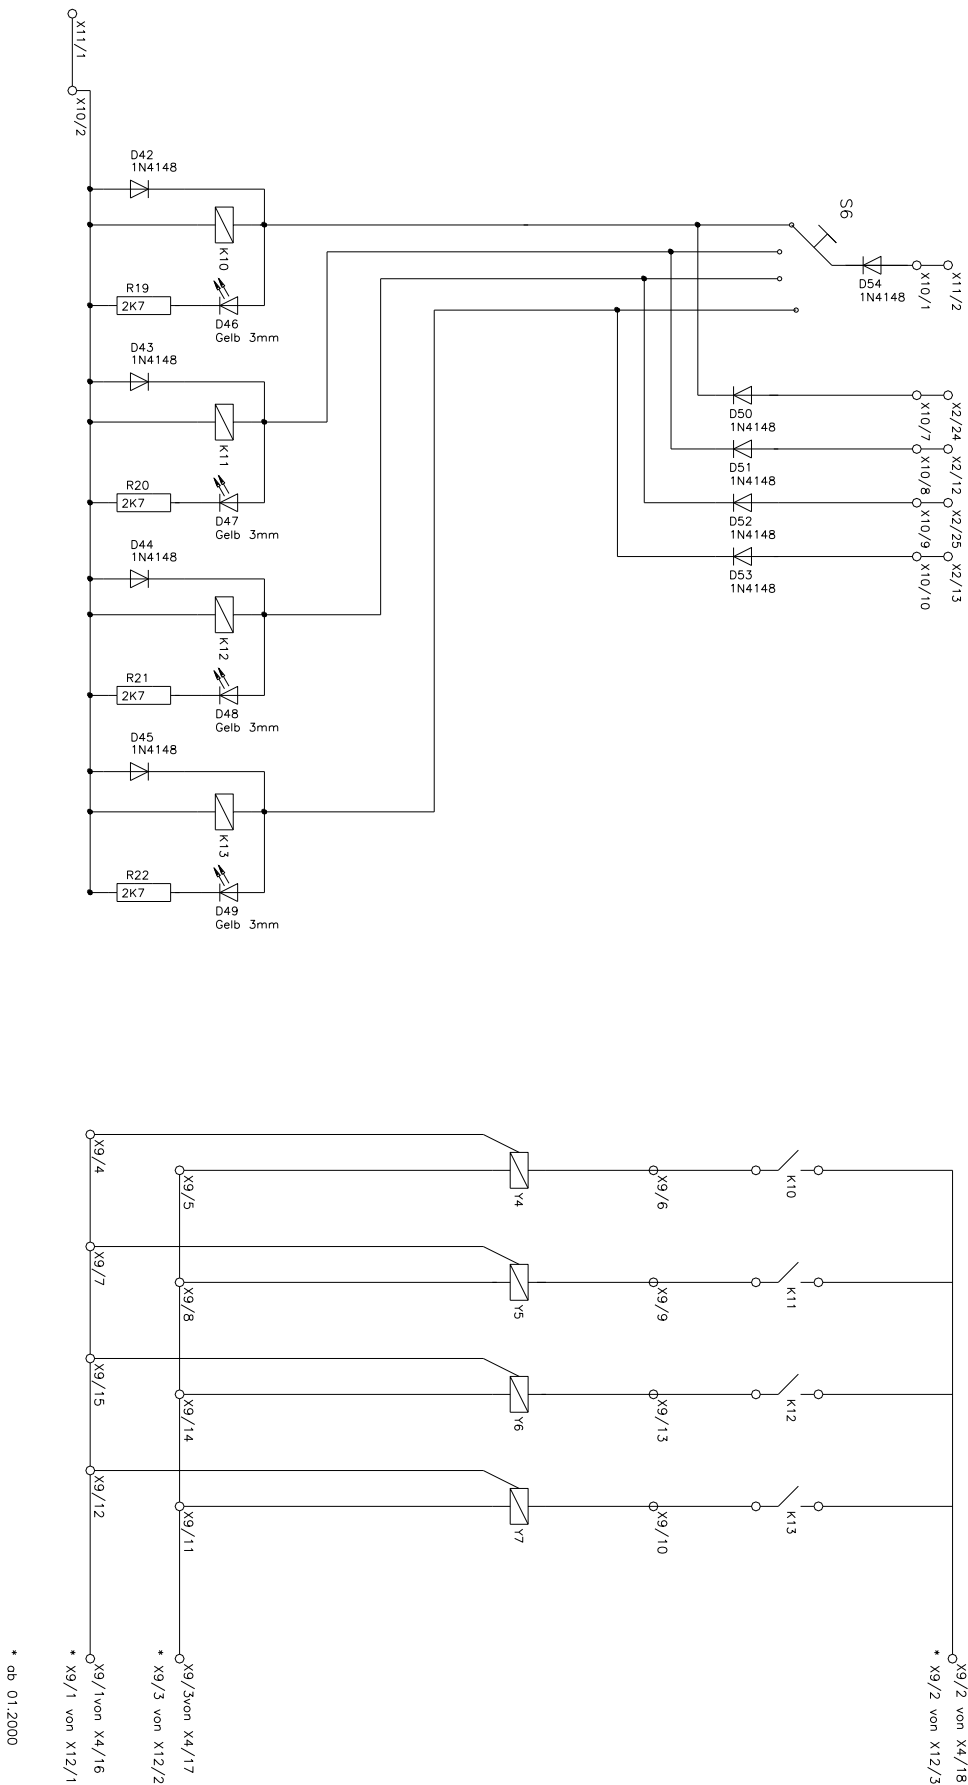 X11/1
X10/2
D42
1N4148
K10
R19
2K7
D46
Gelb 3mm
D43
1N4148
K11
R20
2K7
D47
Gelb 3mm
D44
1N4148
K12
R21
2K7
D48
Gelb 3mm
D45
1N4148
K13
R22
2K7
D49
Gelb 3mm
S6
D54
1N4148
X10/1
X11/2
D50
1N4148
X10/7
X2/24
D51
1N4148
X10/8
X2/12
D52
1N4148
X10/9
X2/25
D53
1N4148
X10/10
X2/13
X9/4
X9/5
Y4
X9/6
K10
X9/7
X9/8
Y5
X9/9
K11
X9/15
X9/14
Y6
X9/13
K12
X9/12
X9/11
Y7
X9/10
K13
X9/2 von X4/18
* X9/2 von X12/3
X9/3von X4/17
* X9/3 von X12/2
X9/1von X4/16
* X9/1 von X12/1
* ab 01.2000